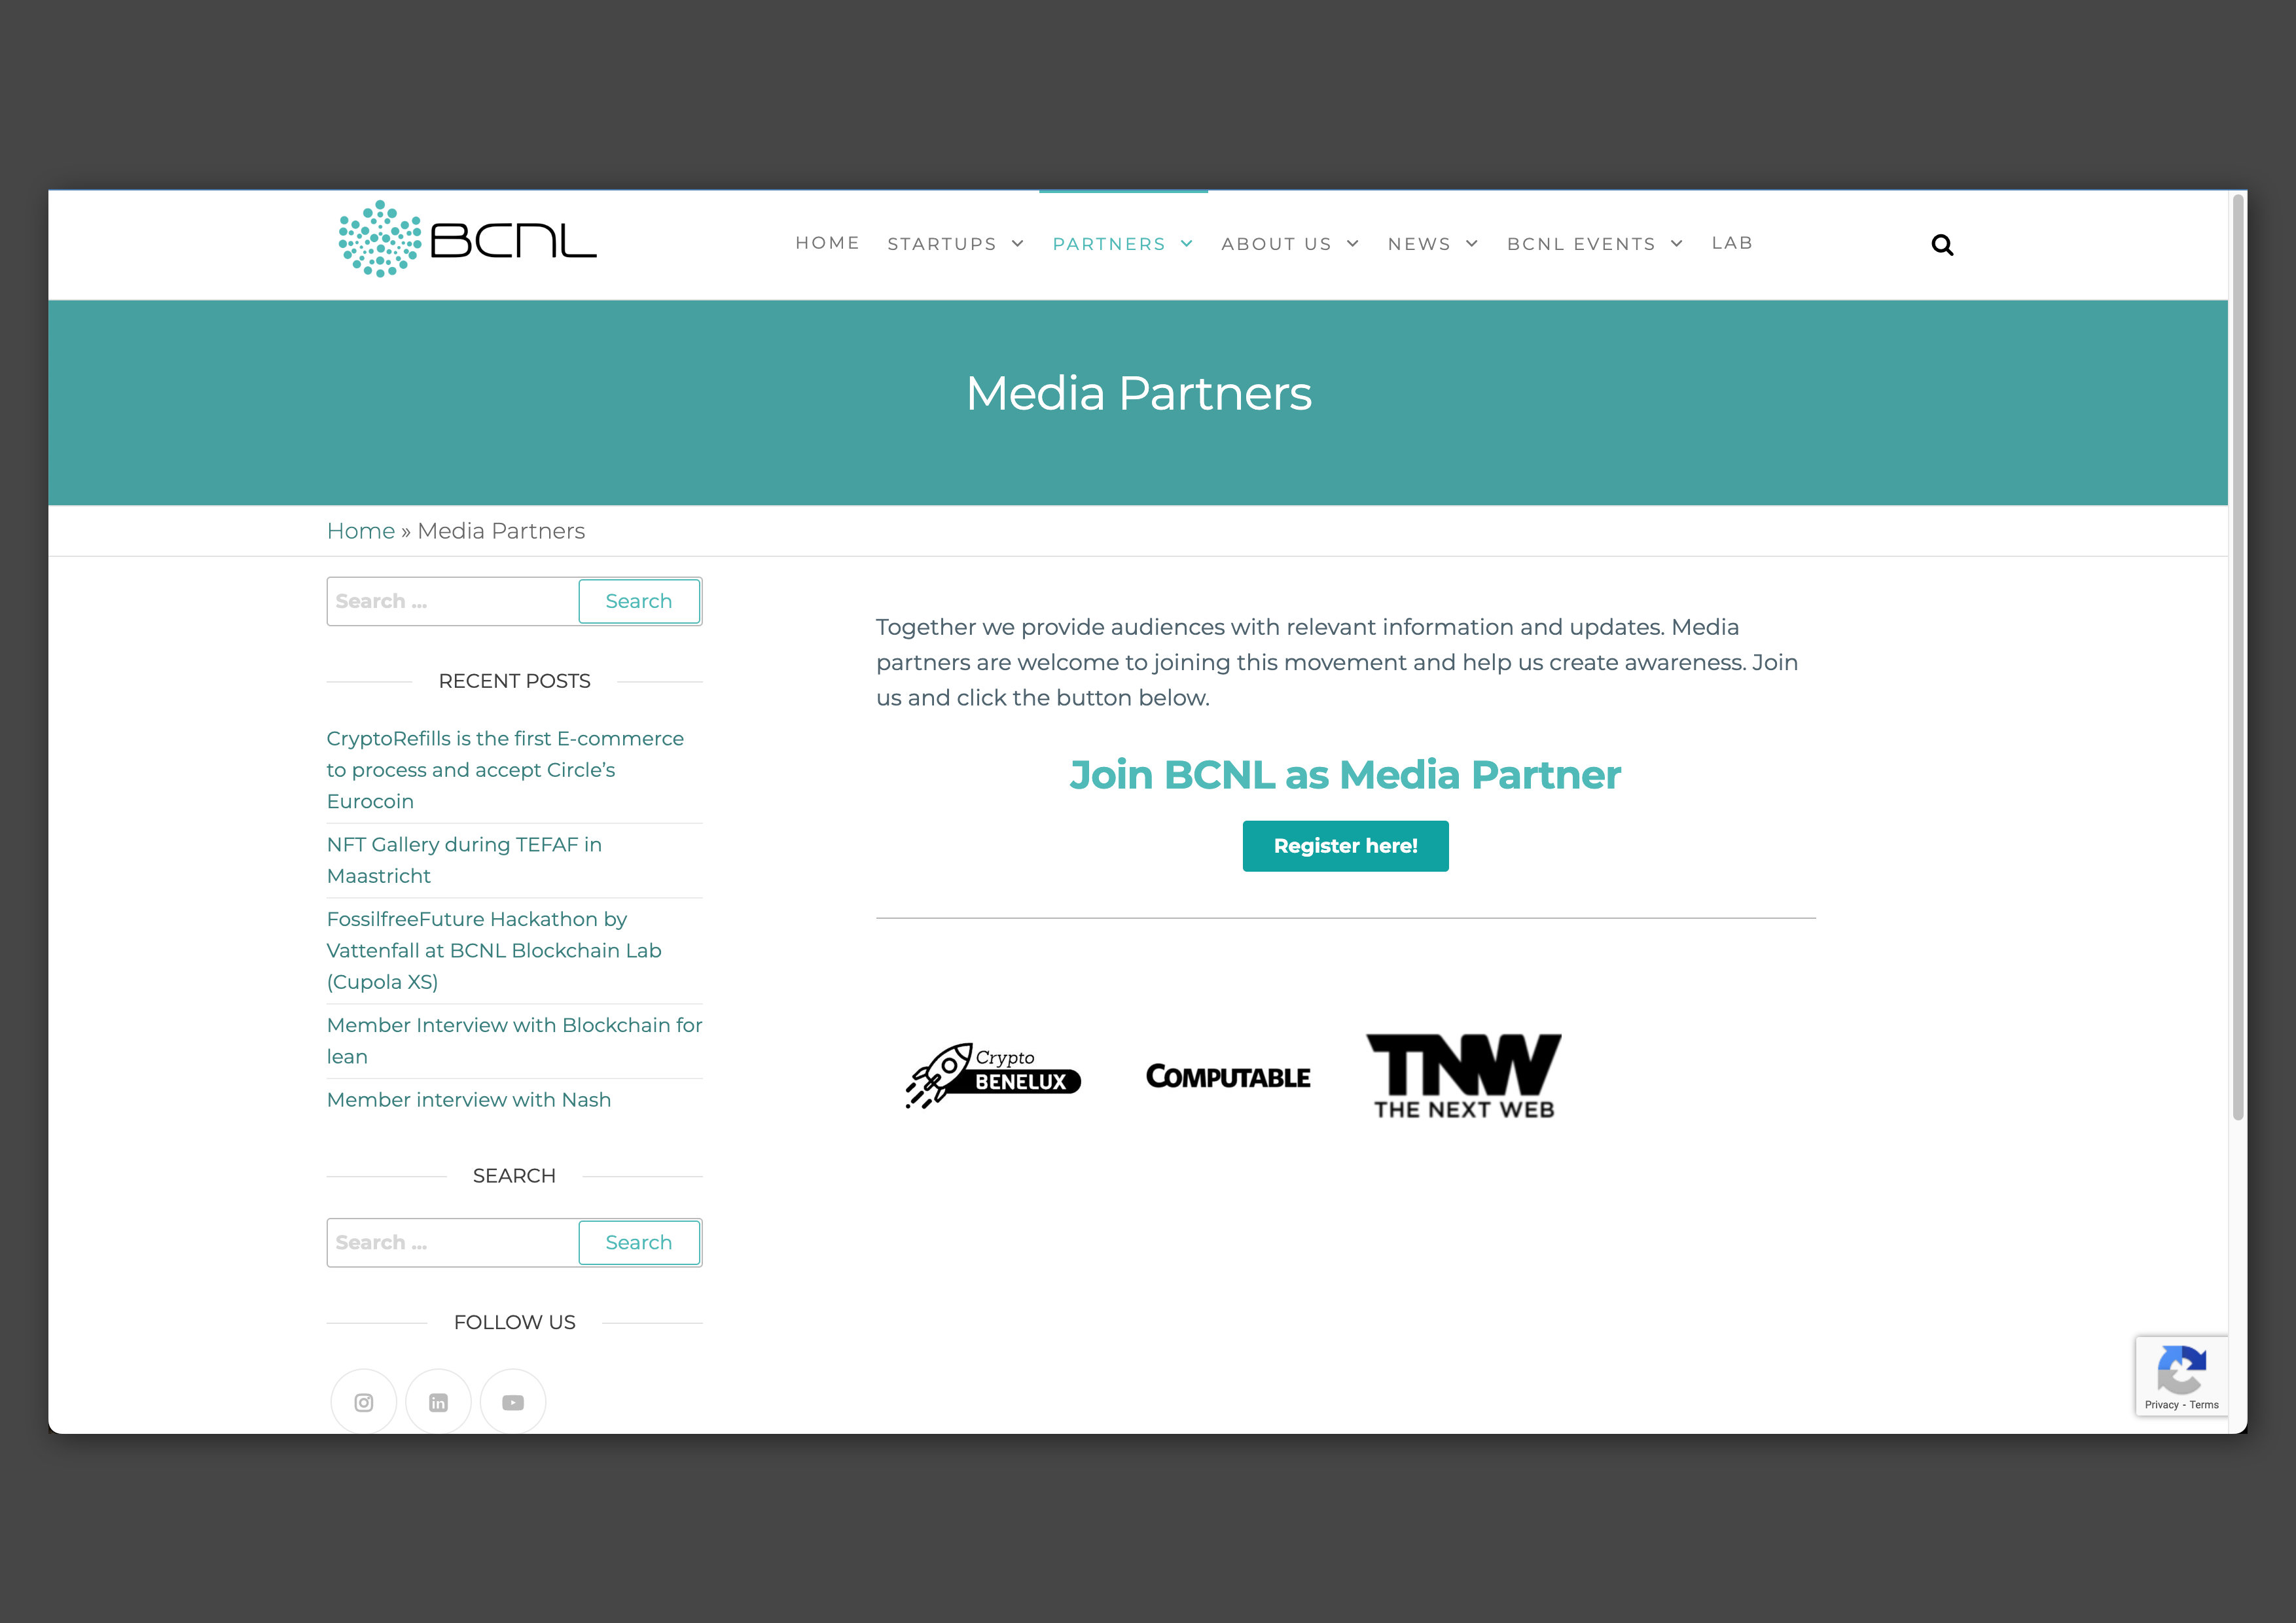 BCNL
HOME STARTUPS PARTNERS ABOUT US NEWS BCNL EVENTS LAB
Media Partners
Home » Media Partners
Search ... Search
RECENT POSTS
CryptoRefills is the first E-commerce
to process and accept Circle’s
Eurocoin
NFT Gallery during TEFAF in
Maastricht
FossilfreeFuture Hackathon by
Vattenfall at BCNL Blockchain Lab
(Cupola XS)
Member Interview with Blockchain for
lean
Member interview with Nash
SEARCH
Search ... Search
FOLLOW US
in
Together we provide audiences with relevant information and updates. Media
partners are welcome to joining this movement and help us create awareness. Join
us and click the button below.
Join BCNL as Media Partner
Register here!
Crypto
BENELUX
COMPUTABLE
TNW
THE NEXT WEB
Privacy - Terms